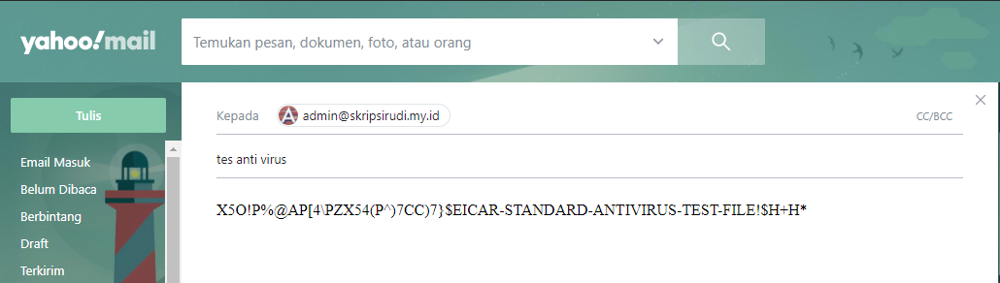 yahoo!mail
Temukan pesan, dokumen, foto, atau orang
Tulis
Email Masuk
Belum Dibaca
Berbintang
Draft
Terkirim
Kepada A admin@skripsirudi.my.id CC/BCC
tes anti virus
X5O!P%@AP[4\PZX54(P^)7CC)7}$EICAR-STANDARD-ANTIVIRUS-TEST-FILE!$H+H*